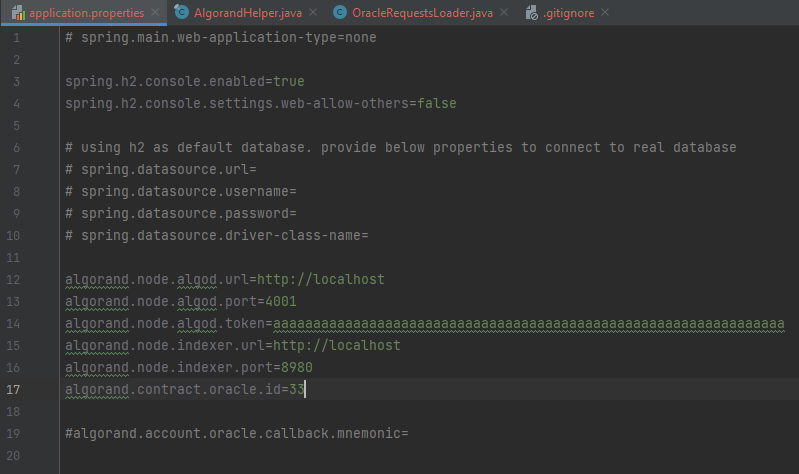 application.properties AlgorandHelper.java OracleRequestsLoader.java .gitignore
1 # spring.main.web-application-type=none
2
3 spring.h2.console.enabled=true
4 spring.h2.console.settings.web-allow-others=false
5
6 # using h2 as default database. provide below properties to connect to real database
7 # spring.datasource.url=
8 # spring.datasource.username=
9 # spring.datasource.password=
10 # spring.datasource.driver-class-name=
11
12 algorand.node.algod.url=http://localhost
13 algorand.node.algod.port=4001
14 algorand.node.algod.token=aaaaaaaaaaaaaaaaaaaaaaaaaaaaaaaaaaaaaaaaaaaaaaaaaaaaaaaaaaaaaaaa
15 algorand.node.indexer.url=http://localhost
16 algorand.node.indexer.port=8980
17 algorand.contract.oracle.id=33
18
19 #algorand.account.oracle.callback.mnemonic=
20